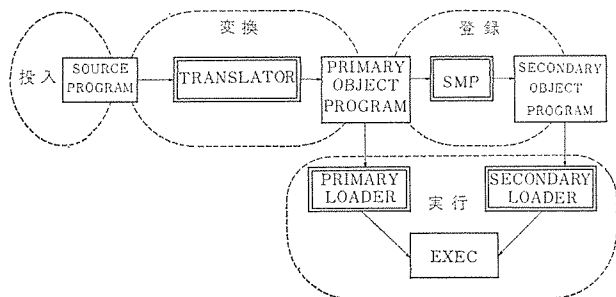 変換
登録
投入
SOURCE
PROGRAM
TRANSLATOR
PRIMARY
OBJECT
PROGRAM
SMP
SECONDARY
OBJECT
PROGRAM
PRIMARY
LOADER
実行
SECONDARY
LOADER
EXEC